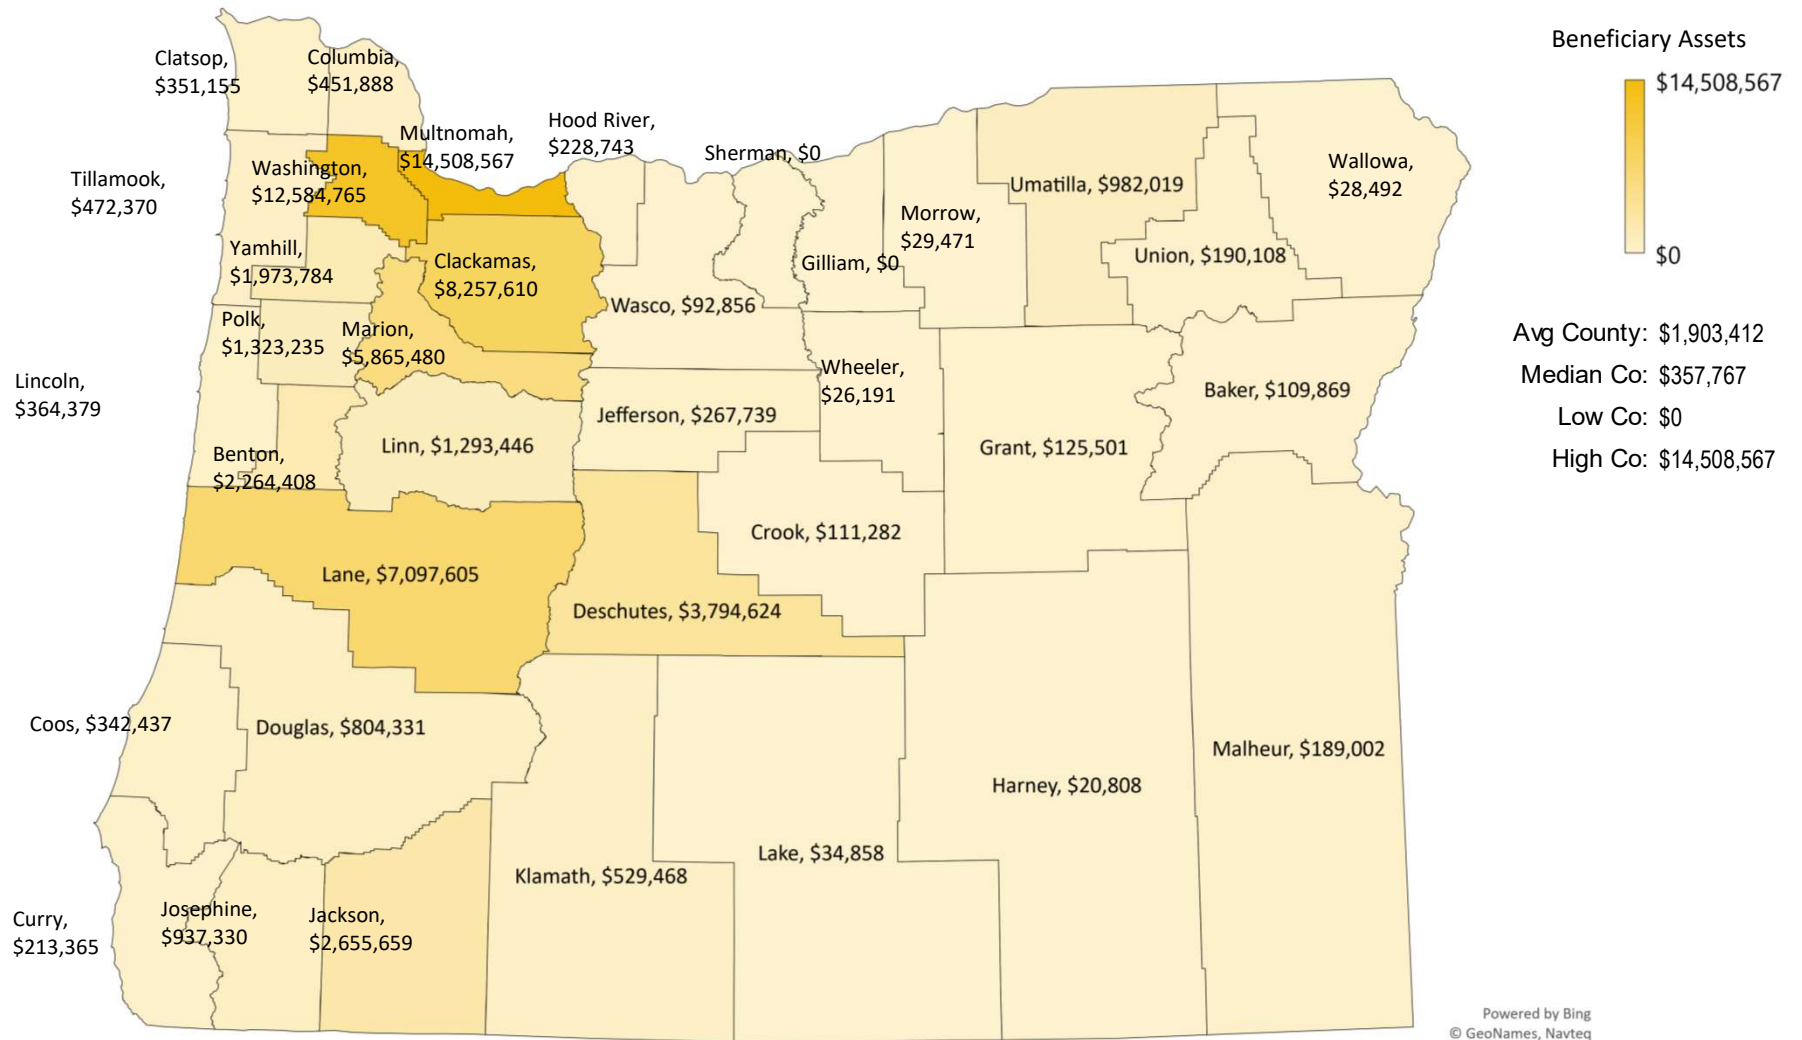 Clatsop,
$351,155
Columbia,
$451,888
Multnomah,
$14,508,567
Hood River,
$228,743
Sherman, $0
Washington,
$12,584,765
Tillamook,
$472,370
Umatilla, $982,019
Wallowa,
$28,492
Morrow,
$29,471
Yamhill,
$1,973,784
Clackamas,
$8,257,610
Gilliam, $0
Union, $190,108
Wasco, $92,856
Polk,
$1,323,235
Marion,
$5,865,480
Lincoln,
$364,379
Wheeler,
$26,191
Baker, $109,869
Jefferson, $267,739
Linn, $1,293,446
Grant, $125,501
Benton,
$2,264,408
Crook, $111,282
Lane, $7,097,605
Deschutes, $3,794,624
Coos, $342,437
Douglas, $804,331
Malheur, $189,002
Harney, $20,808
Lake, $34,858
Klamath, $529,468
Curry,
$213,365
Josephine,
$937,330
Jackson,
$2,655,659
Beneficiary Assets
$14,508,567
$0
Avg County: $1,903,412
Median Co: $357,767
Low Co: $0
High Co: $14,508,567
Powered by Bing
© GeoNames, Navteq